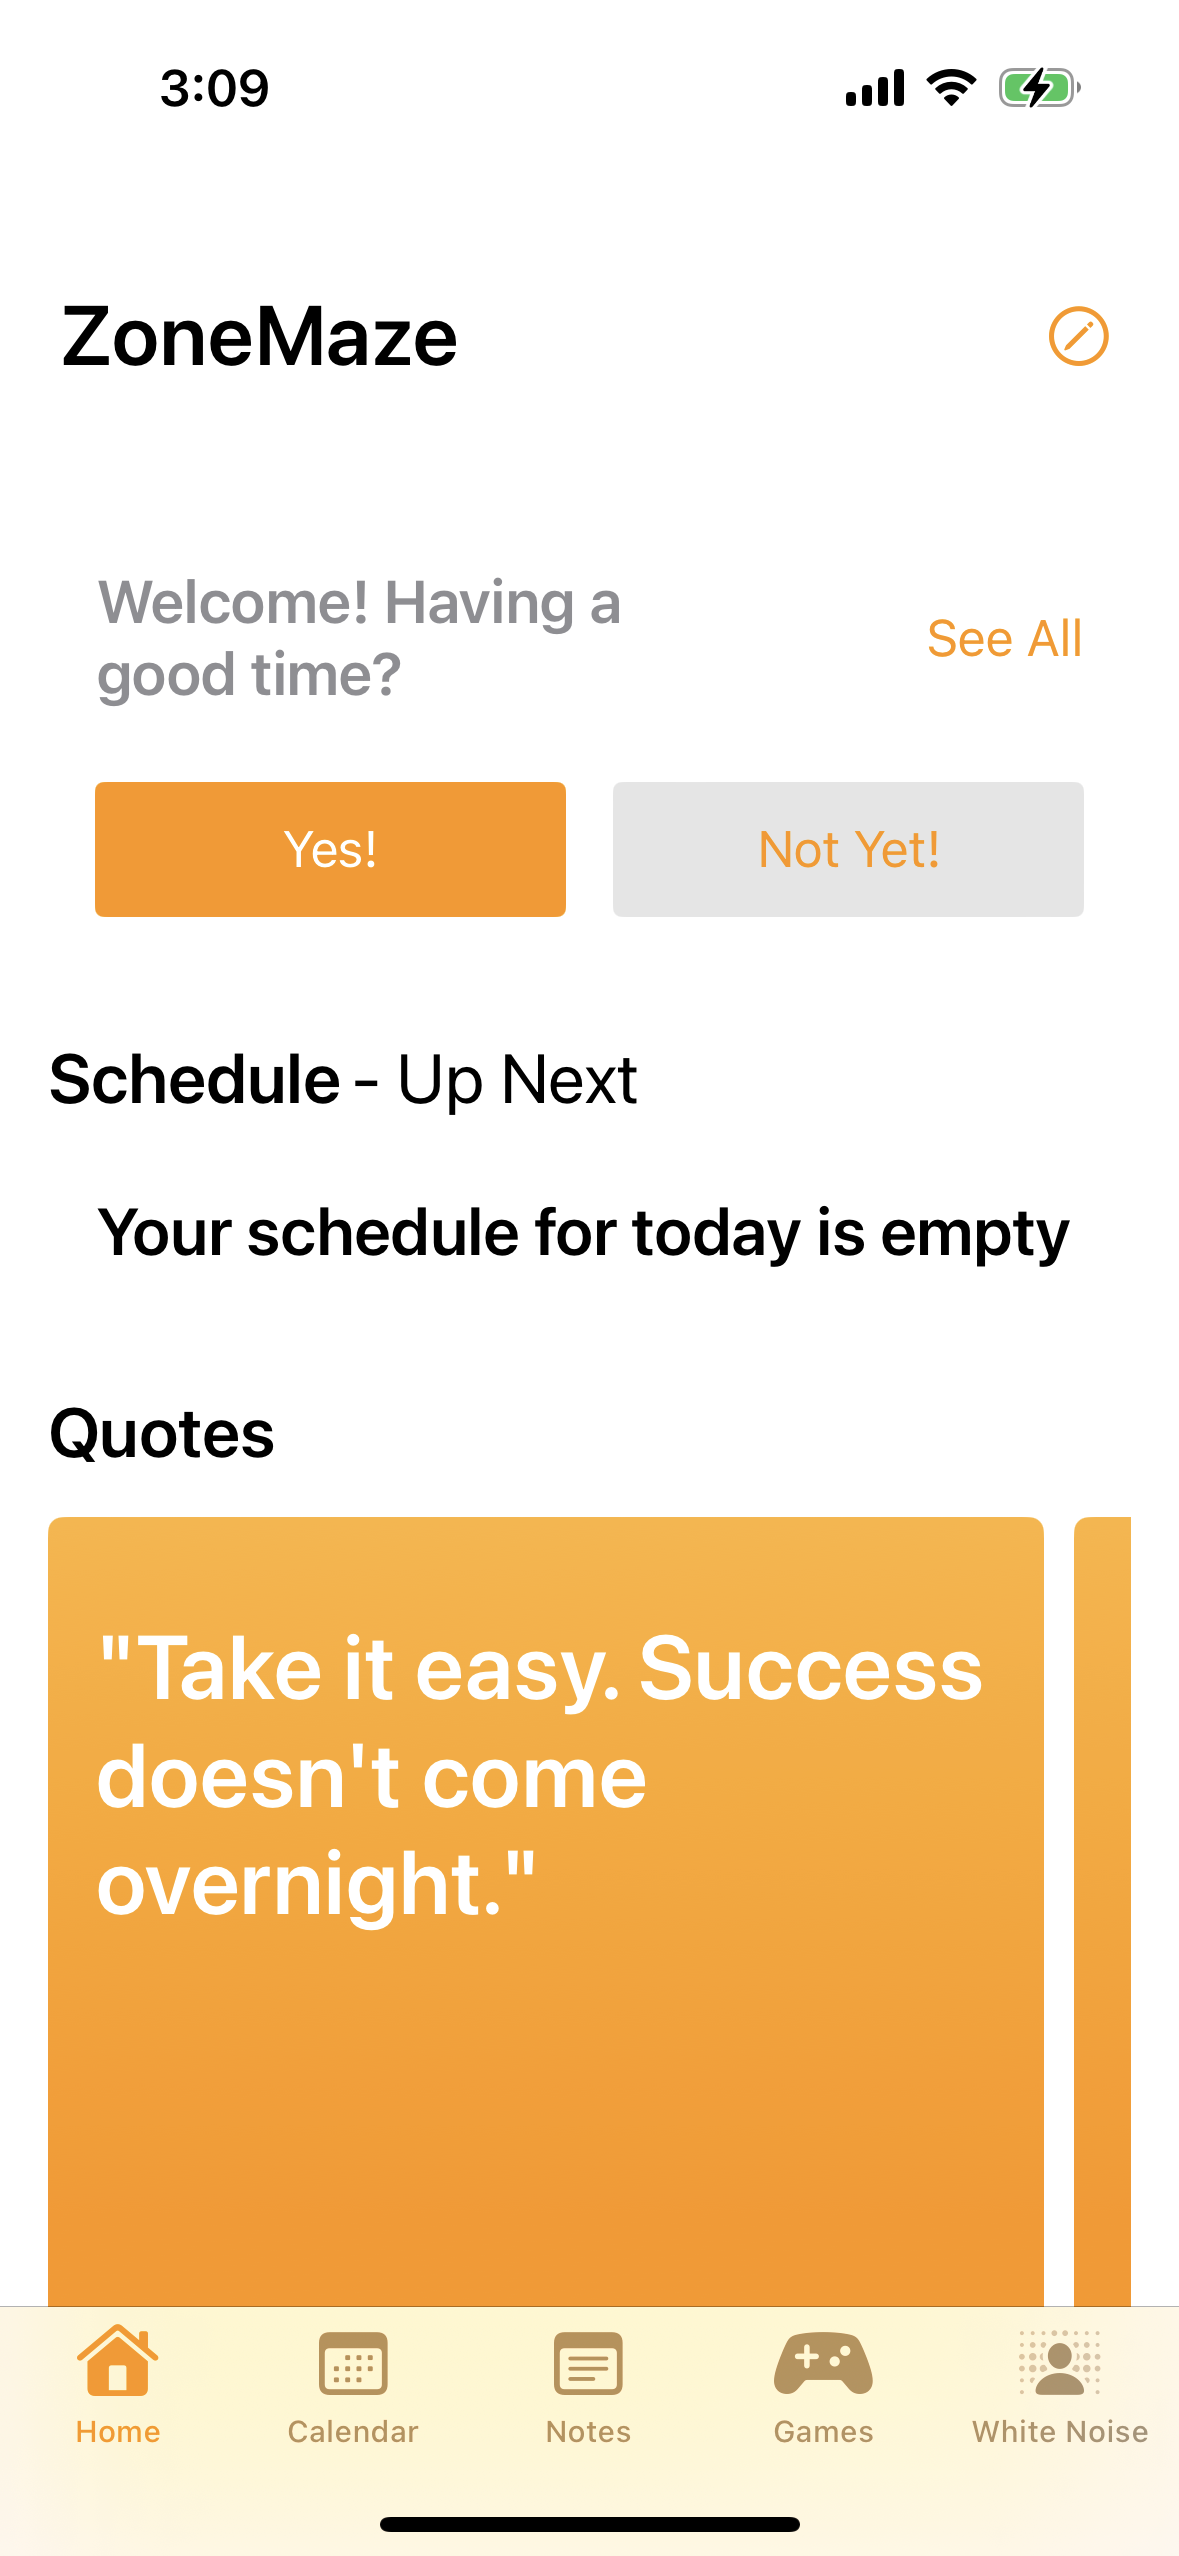 3:09
ZoneMaze
Welcome! Having a
good time?
See All
Yes!
Not Yet!
Schedule - Up Next
Your schedule for today is empty
Quotes
"Take it easy. Success
doesn't come
overnight."
Home
Calendar
Notes
Games
White Noise